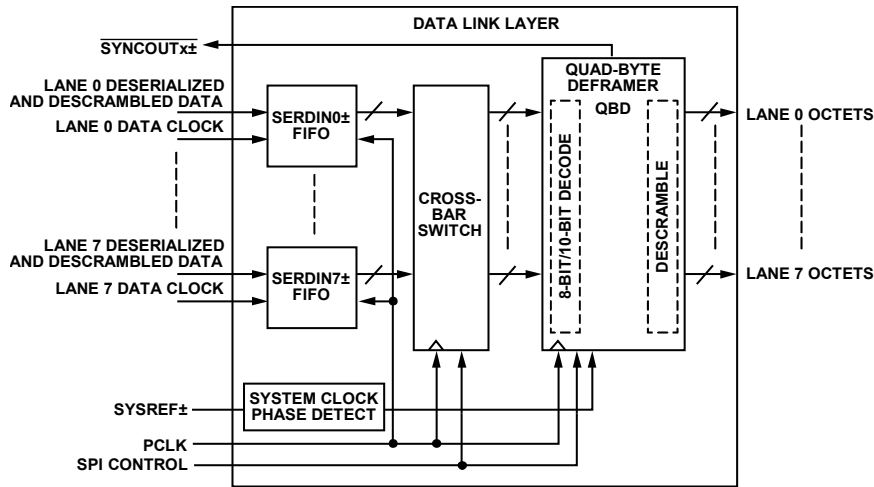 DATA LINK LAYER
SYNCOUTx±
QUAD-BYTE
DEFRAMER
QBD
LANE 0 DESERIALIZED
AND DESCRAMBLED DATA
LANE 0 DATA CLOCK
SERDIN0±
FIFO
LANE 0 OCTETS
CROSS-
BAR
SWITCH
8-BIT/10-BIT DECODE
DESCRAMBLE
LANE 7 DESERIALIZED
AND DESCRAMBLED DATA
LANE 7 DATA CLOCK
SERDIN7±
FIFO
LANE 7 OCTETS
SYSREF±
SYSTEM CLOCK
PHASE DETECT
PCLK
SPI CONTROL